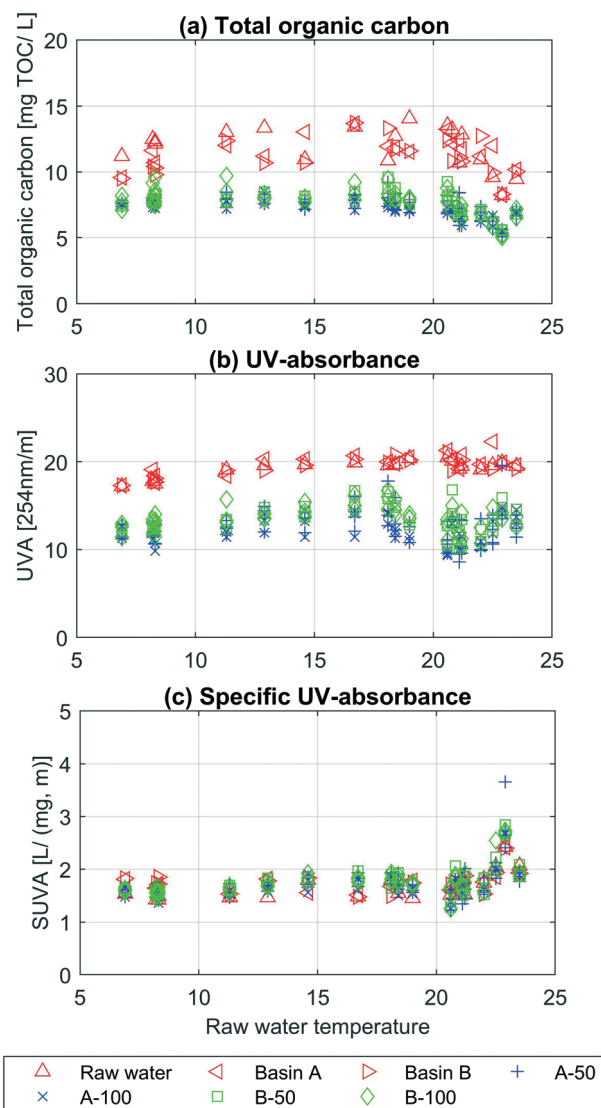 (a) Total organic carbon
Total organic carbon [mg TOC/ L]
20
15
10
5
0
5 10 15 20 25
(b) UV-absorbance
UVA [254nm/m]
30
20
10
0
5 10 15 20 25
(c) Specific UV-absorbance
SUVA [L/ (mg, m)]
5
4
3
2
1
0
5 10 15 20 25
Raw water temperature
Raw water Basin A Basin B A-50
A-100 B-50 B-100